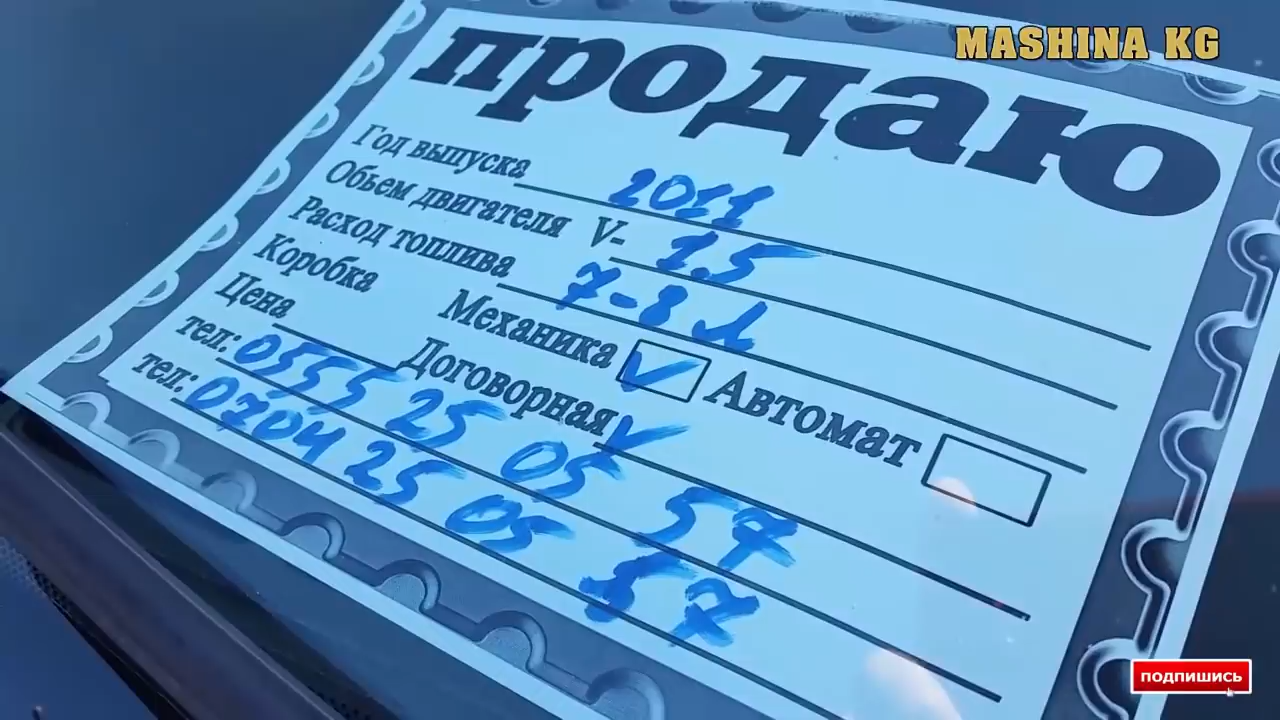 MASHINA KG
продаю
Год выпуска 2011
Обьем двигателя V- 1.5
Расход топлива 7-8 л
Коробка Механика ✓ Автомат
Цена Договорная ✓
тел: 0555 25 05 57
тел: 0704 25 05 57
подпишись